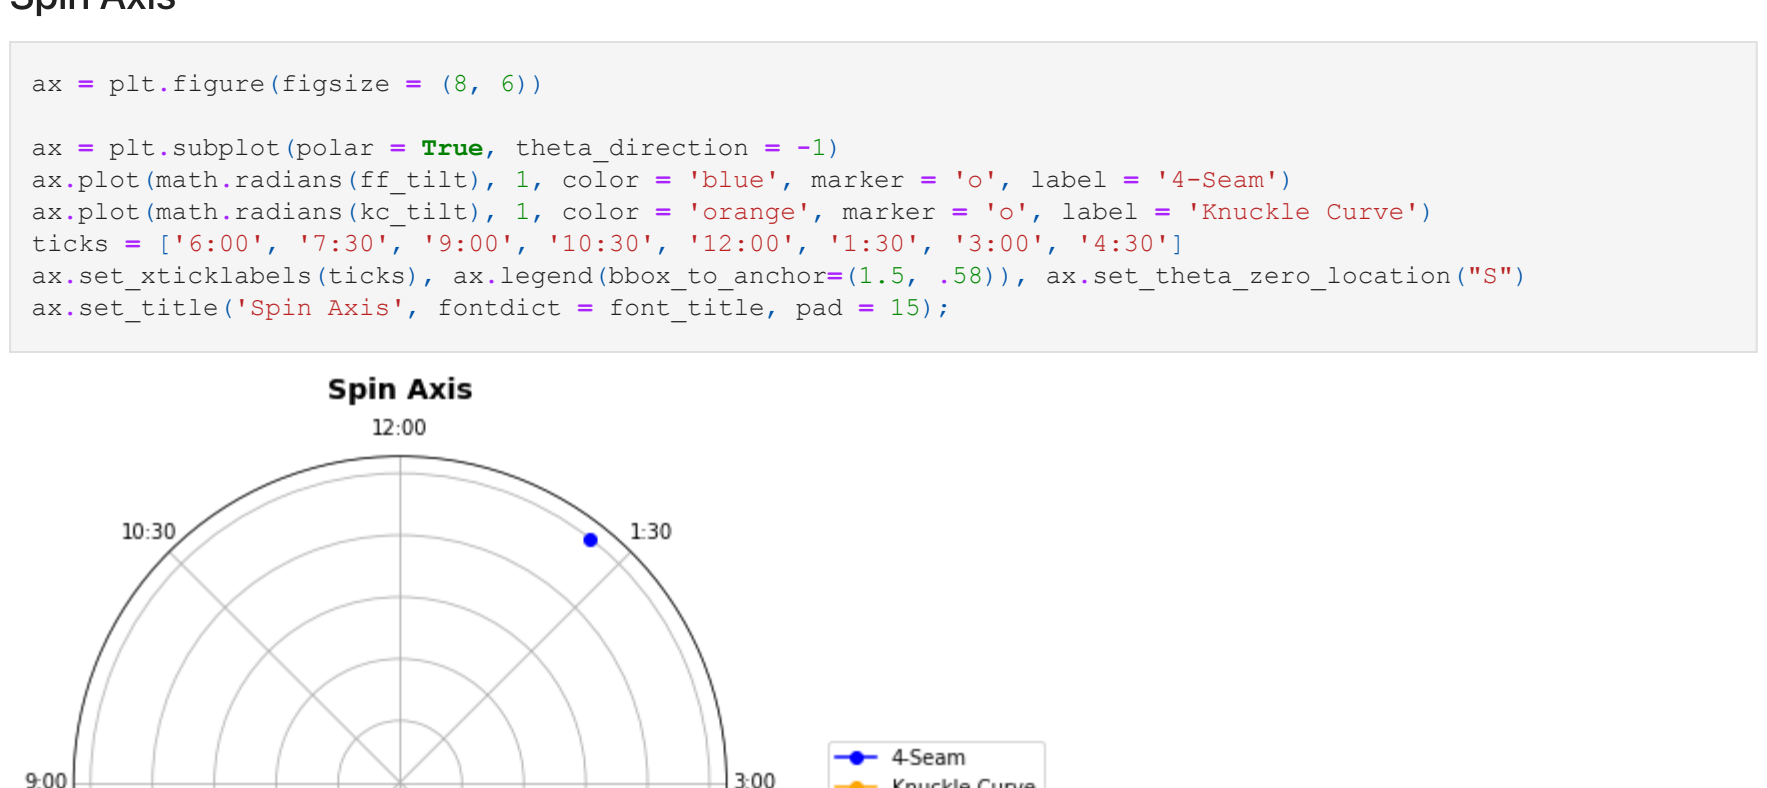 Spin Axis
ax = plt.figure(figsize = (8, 6))
ax = plt.subplot(polar = True, theta_direction = -1)
ax.plot(math.radians(ff_tilt), 1, color = 'blue', marker = 'o', label = '4-Seam')
ax.plot(math.radians(kc_tilt), 1, color = 'orange', marker = 'o', label = 'Knuckle Curve')
ticks = ['6:00', '7:30', '9:00', '10:30', '12:00', '1:30', '3:00', '4:30']
ax.set_xticklabels(ticks), ax.legend(bbox_to_anchor=(1.5, .58)), ax.set_theta_zero_location("S")
ax.set_title('Spin Axis', fontdict = font_title, pad = 15);
Spin Axis
12:00
10:30
1:30
4-Seam
9:00
3:00
Knuckle Curve